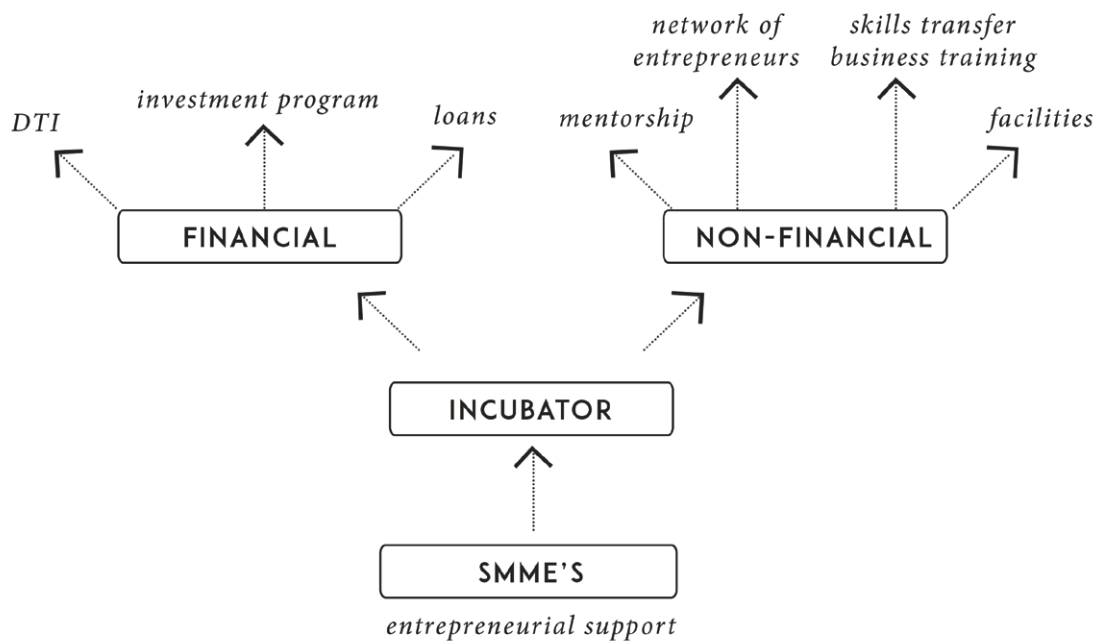 network of
entrepreneurs
skills transfer
business training
DTI
investment program
loans
mentorship
facilities
FINANCIAL
NON-FINANCIAL
INCUBATOR
SMME'S
entrepreneurial support